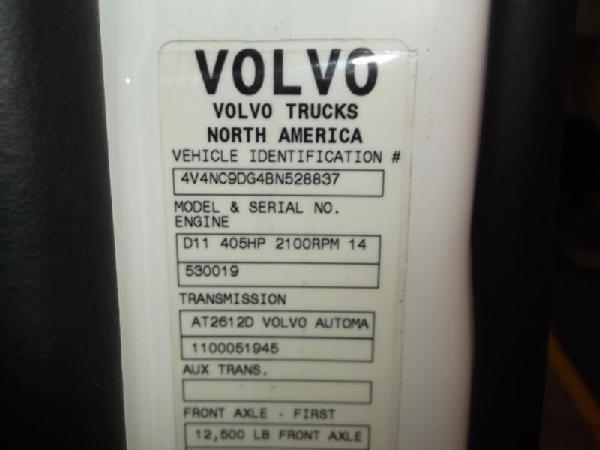 VOLVO
VOLVO TRUCKS
NORTH AMERICA
VEHICLE IDENTIFICATION #
4V4NC9DG4BN528837
MODEL & SERIAL NO.
ENGINE
D11 405HP 2100RPM 14
530019
TRANSMISSION
AT2612D VOLVO AUTOMA
1100051945
AUX TRANS.
FRONT AXLE - FIRST
12,500 LB FRONT AXLE